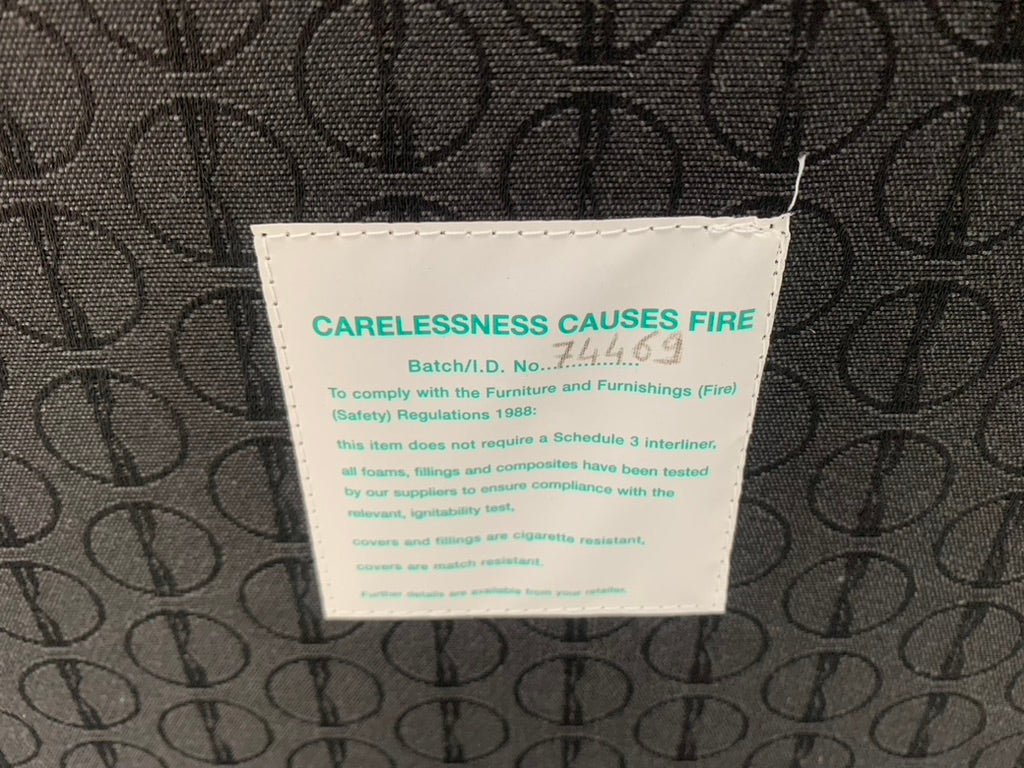 CARELESSNESS CAUSES FIRE
Batch/I.D. No...74469
To comply with the Furniture and Furnishings (Fire)
(Safety) Regulations 1988:
this item does not require a Schedule 3 interliner,
all foams, fillings and composites have been tested
by our suppliers to ensure compliance with the
relevant, ignitability test,
covers and fillings are cigarette resistant,
covers are match resistant.
Further details are available from your retailer.